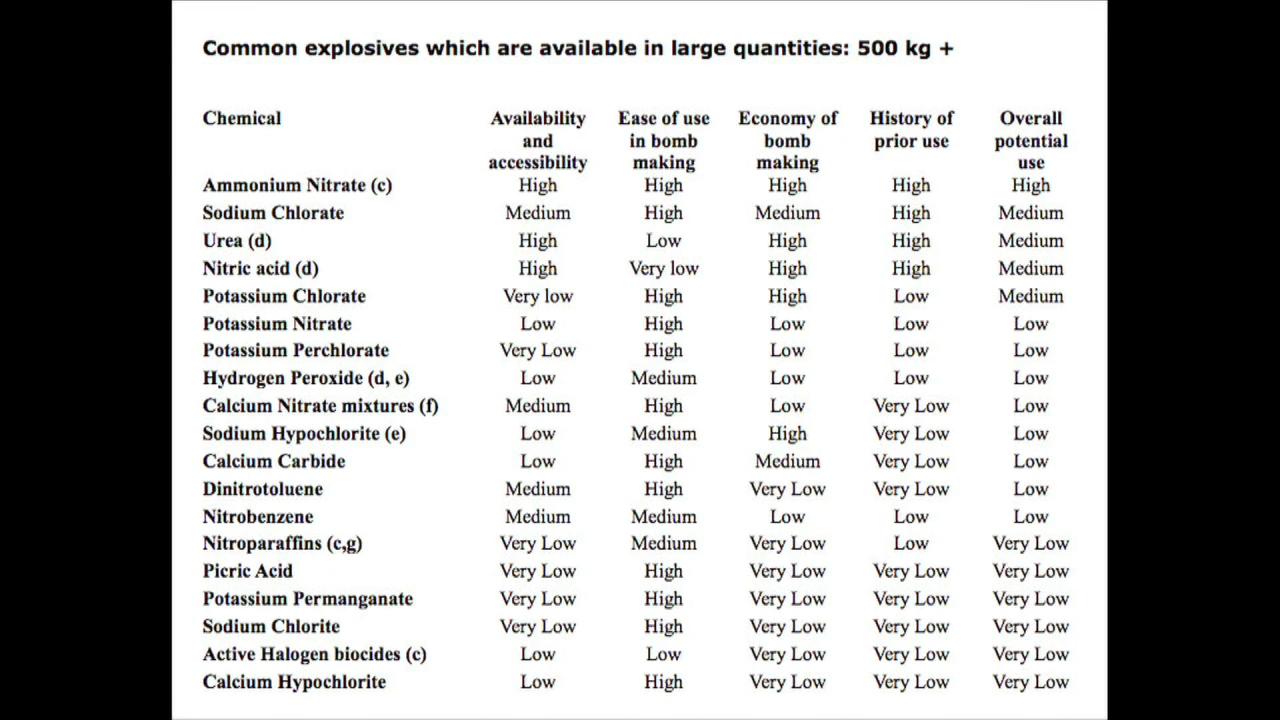 Common explosives which are available in large quantities: 500 kg +
Chemical Availability Ease of use Economy of History of Overall
and in bomb bomb prior use potential
accessibility making making use
Ammonium Nitrate (c) High High High High High
Sodium Chlorate Medium High Medium High Medium
Urea (d) High Low High High Medium
Nitric acid (d) High Very low High High Medium
Potassium Chlorate Very low High High Low Medium
Potassium Nitrate Low High Low Low Low
Potassium Perchlorate Very Low High Low Low Low
Hydrogen Peroxide (d, e) Low Medium Low Low Low
Calcium Nitrate mixtures (f) Medium High Low Very Low Low
Sodium Hypochlorite (e) Low Medium High Very Low Low
Calcium Carbide Low High Medium Very Low Low
Dinitrotoluene Medium High Very Low Very Low Low
Nitrobenzene Medium Medium Low Low Low
Nitroparaffins (c,g) Very Low Medium Very Low Low Very Low
Picric Acid Very Low High Very Low Very Low Very Low
Potassium Permanganate Very Low High Very Low Very Low Very Low
Sodium Chlorite Very Low High Very Low Very Low Very Low
Active Halogen biocides (c) Low Low Very Low Very Low Very Low
Calcium Hypochlorite Low High Very Low Very Low Very Low